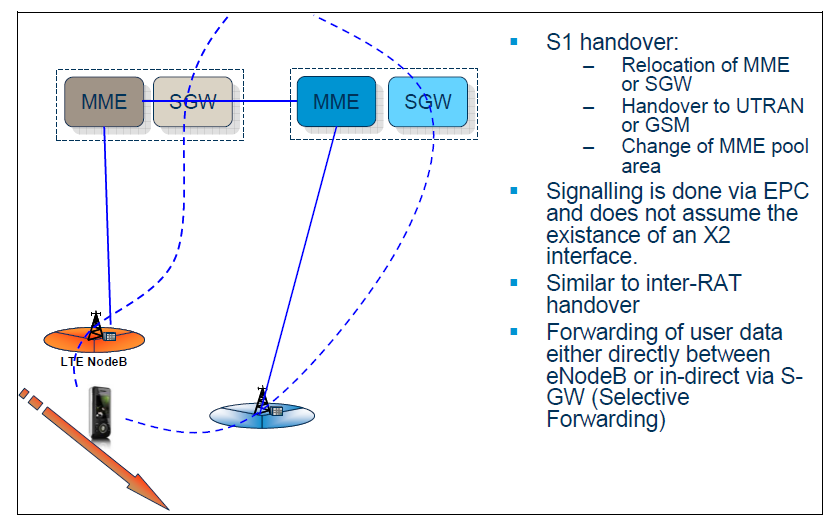 MME
SGW
MME
SGW
LTE NodeB
▪ S1 handover:
– Relocation of MME
or SGW
– Handover to UTRAN
or GSM
– Change of MME pool
area
▪ Signalling is done via EPC
and does not assume the
existance of an X2
interface.
▪ Similar to inter-RAT
handover
▪ Forwarding of user data
either directly between
eNodeB or in-direct via S-
GW (Selective
Forwarding)